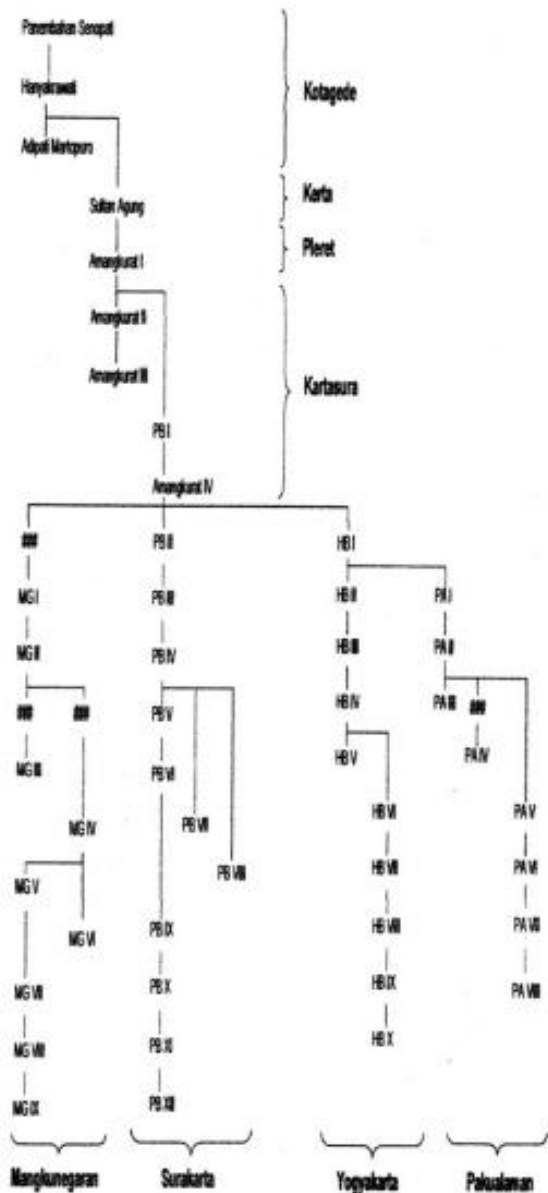 Panembahan Senopati
Hanyakrawati
Kotagede
Adipati Martopuro
Sultan Agung
Kerta
Amangkurat I
Pleret
Amangkurat II
Amangkurat III
Kartasura
PB I
Amangkurat IV
###
PB II
HB I
MG I
PB III
HB II
PA I
MG II
PB IV
HB III
PA II
###
###
PB V
HB IV
PA III
###
MG III
PB VI
HB V
PA IV
MG IV
PB VII
HB VI
PA V
MG V
PB VIII
HB VII
PA VI
MG VI
PB IX
HB VIII
PA VII
MG VII
PB X
HB IX
PA VIII
MG VIII
PB XI
HB X
MG IX
PB XII
Mangkunegaran
Surakarta
Yogyakarta
Pakualaman